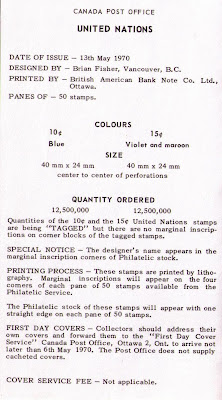 CANADA POST OFFICE
UNITED NATIONS
DATE OF ISSUE — 13th May 1970
DESIGNED BY — Brian Fisher, Vancouver, B.C.
PRINTED BY — British American Bank Note Co. Ltd.,
Ottawa.
PANES OF — 50 stamps.
COLOURS
10¢ 15¢
Blue Violet and maroon
SIZE
40 mm x 24 mm 40 mm x 24 mm
center to center of perforations
QUANTITY ORDERED
12,500,000 12,500,000
Quantities of the 10¢ and the 15¢ United Nations stamps
are being "TAGGED" but there are no marginal inscrip-
tions on corner blocks of the tagged stamps.
SPECIAL NOTICE — The designer's name appears in the
marginal inscription corners of Philatelic stock.
PRINTING PROCESS — These stamps are printed by litho-
graphy. Marginal inscriptions will appear on the four
corners of each pane of 50 stamps available from the
Philatelic Service.
The Philatelic stock of these stamps will appear with one
straight edge on each pane of 50 stamps.
FIRST DAY COVERS — Collectors should address their
own covers and forward them to the "First Day Cover
Service" Canada Post Office, Ottawa 2, Ont. to arrive not
later than 6th May 1970. The Post Office does not supply
cacheted covers.
COVER SERVICE FEE — Not applicable.